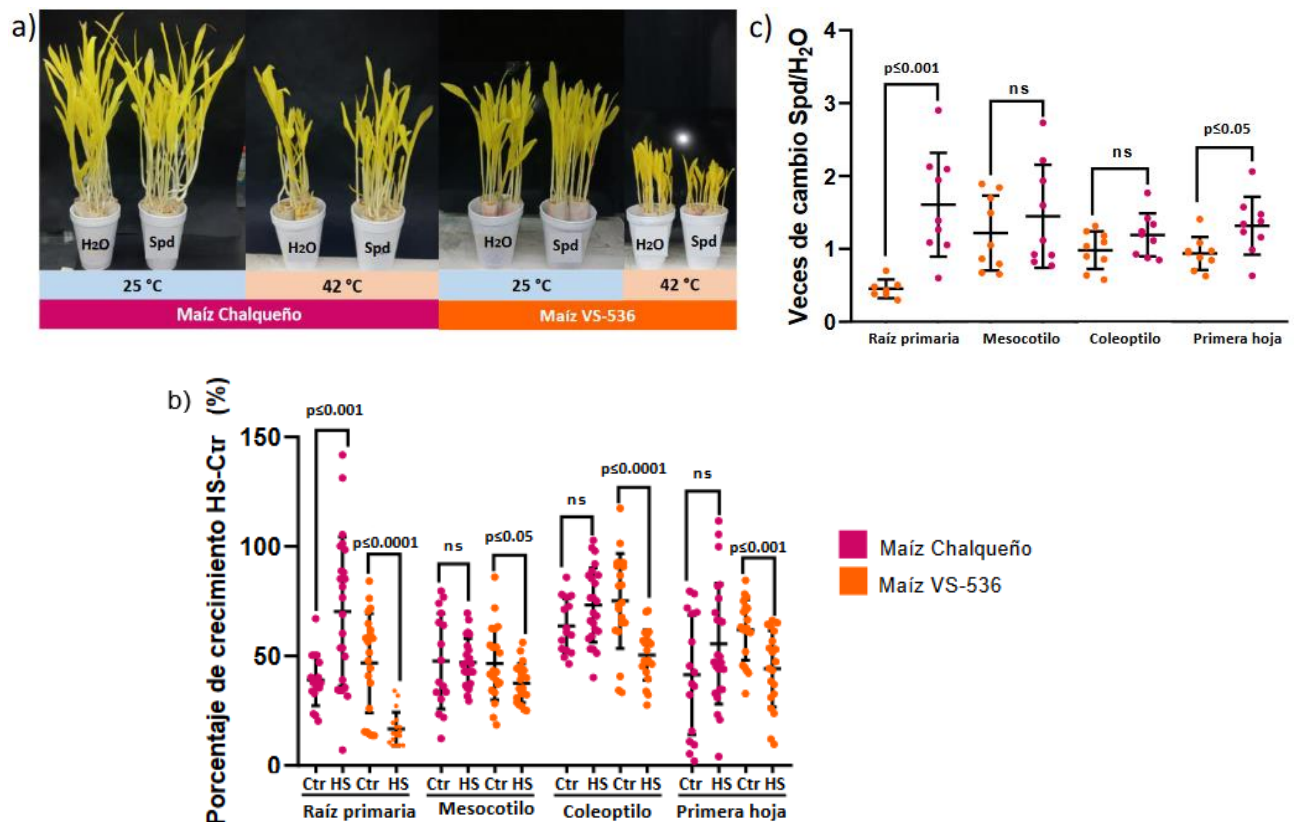 a)
H₂O
Spd
H₂O
Spd
H₂O
Spd
H₂O
Spd
25 °C
42 °C
25 °C
42 °C
Maíz Chalqueño
Maíz VS-536
c)
Veces de cambio Spd/H₂O
4
3
2
1
0
p≤0.001
ns
ns
p≤0.05
Raíz primaria
Mesocotilo
Coleoptilo
Primera hoja
b)
Porcentaje de crecimiento HS-Cτr (%)
150
100
50
0
p≤0.001
p≤0.0001
ns
p≤0.05
ns
p≤0.0001
ns
p≤0.001
Ctr HS Ctr HS
Ctr HS Ctr HS
Ctr HS Ctr HS
Ctr HS Ctr HS
Raíz primaria
Mesocotilo
Coleoptilo
Primera hoja
Maíz Chalqueño
Maíz VS-536